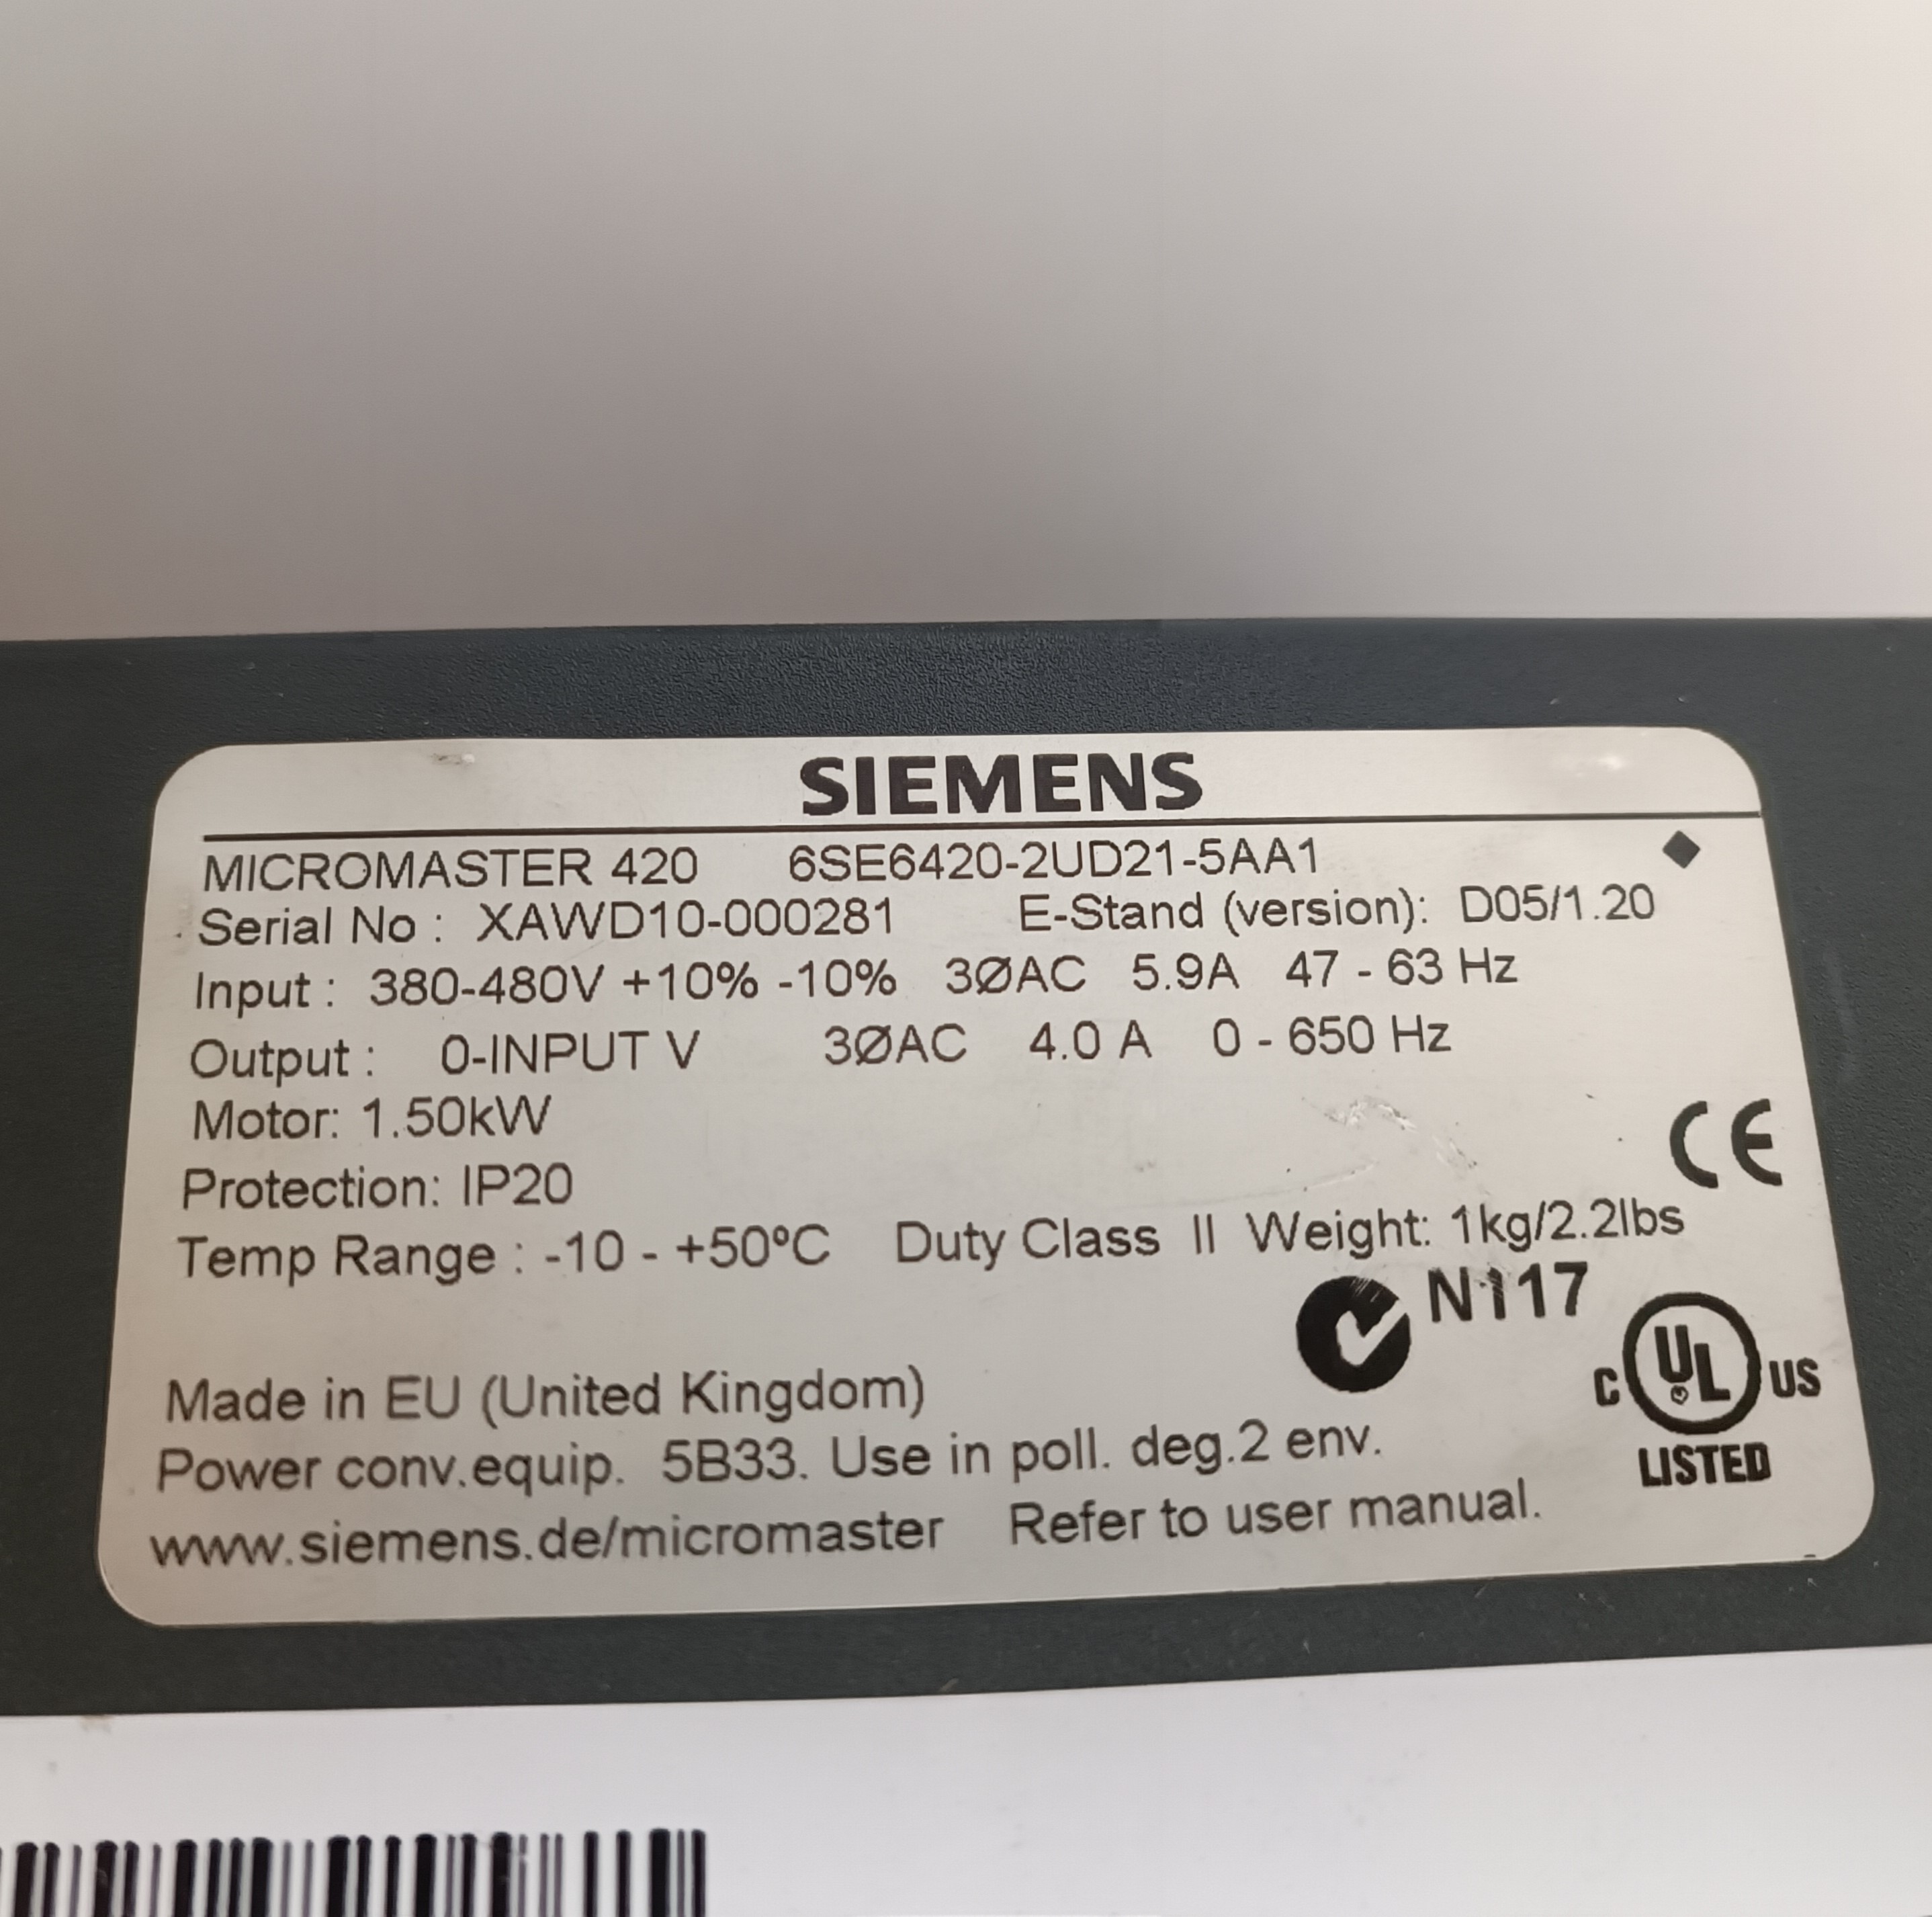 SIEMENS
MICROMASTER 420 6SE6420-2UD21-5AA1
Serial No : XAWD10-000281 E-Stand (version): D05/1.20
Input : 380-480V +10% -10% 3ØAC 5.9A 47 - 63 Hz
Output : 0-INPUT V 3ØAC 4.0 A 0 - 650 Hz
Motor: 1.50kW
CE
Protection: IP20
Temp Range : -10 - +50ºC Duty Class II Weight: 1kg/2.2lbs
N117
C UL US
LISTED
Made in EU (United Kingdom)
Power conv.equip. 5B33. Use in poll. deg.2 env.
www.siemens.de/micromaster Refer to user manual.